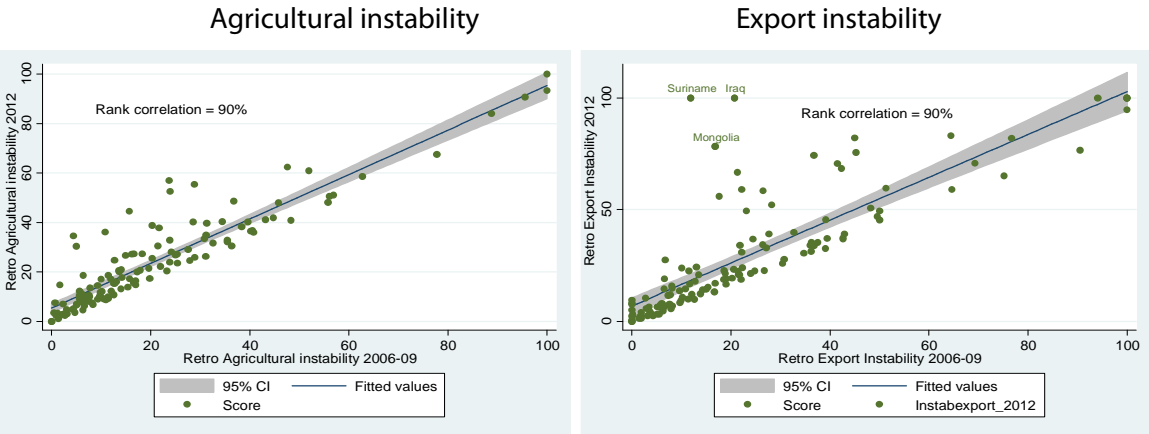 Agricultural instability
Retro Agricultural instability 2012
100
80
60
40
20
0
Rank correlation = 90%
0 20 40 60 80 100
Retro Agricultural instability 2006-09
95% CI Fitted values
Score
Export instability
Retro Export Instability 2012
100
50
0
Suriname Iraq
Rank correlation = 90%
Mongolia
0 20 40 60 80 100
Retro Export Instability 2006-09
95% CI Fitted values
Score Instabexport_2012